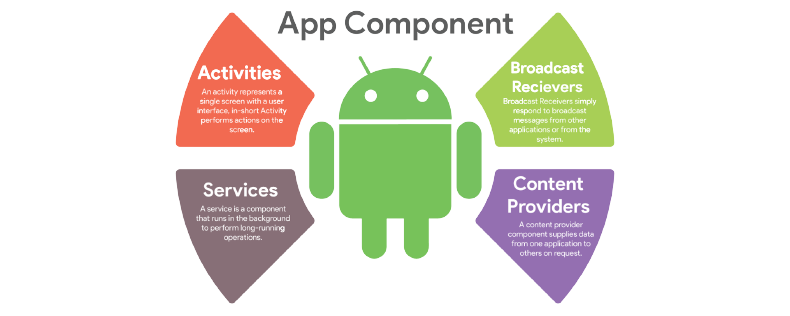 App Component
Activities
An activity represents a
single screen with a user
interface, in-short Activity
performs actions on the
screen.
Broadcast
Recievers
Broadcast Receivers simply
respond to broadcast
messages from other
applications or from the
system.
Services
A service is a component
that runs in the background
to perform long-running
operations.
Content
Providers
A content provider
component supplies data
from one application to
others on request.